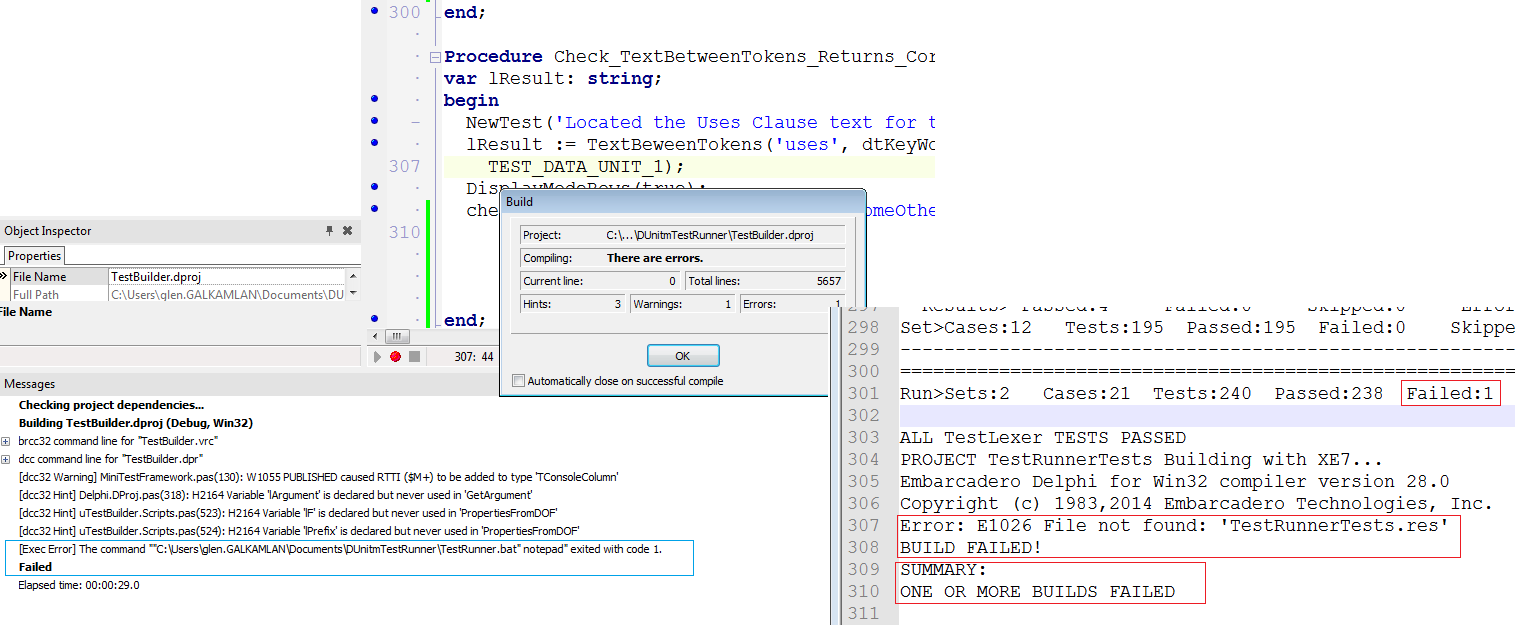 300 end;
Procedure Check_TextBetweenTokens_Returns_Cor
var lResult: string;
begin
NewTest('Located the Uses Clause text for t
lResult := TextBeweenTokens('uses', dtKeyWo
307 TEST_DATA_UNIT_1);
DisplayModeRows(true);
che
omeOthe
310
end;
307: 44
Object Inspector
Properties
File Name TestBuilder.dproj
Full Path C:\Users\glen.GALKAMLAN\Documents\DU
File Name
Build
Project: C:\...\DUnitmTestRunner\TestBuilder.dproj
Compiling: There are errors.
Current line: 0 Total lines: 5657
Hints: 3 Warnings: 1 Errors: 1
OK
Automatically close on successful compile
Messages
Checking project dependencies...
Building TestBuilder.dproj (Debug, Win32)
brcc32 command line for "TestBuilder.vrc"
dcc command line for "TestBuilder.dpr"
[dcc32 Warning] MiniTestFramework.pas(130): W1055 PUBLISHED caused RTTI ($M+) to be added to type 'TConsoleColumn'
[dcc32 Hint] Delphi.DProj.pas(318): H2164 Variable 'lArgument' is declared but never used in 'GetArgument'
[dcc32 Hint] uTestBuilder.Scripts.pas(523): H2164 Variable 'lF' is declared but never used in 'PropertiesFromDOF'
[dcc32 Hint] uTestBuilder.Scripts.pas(524): H2164 Variable 'lPrefix' is declared but never used in 'PropertiesFromDOF'
[Exec Error] The command ""C:\Users\glen.GALKAMLAN\Documents\DUnitmTestRunner\TestRunner.bat" notepad" exited with code 1.
Failed
Elapsed time: 00:00:29.0
297 Results> Passed:4 Failed:0 Skipped:0 Error
298 Set>Cases:12 Tests:195 Passed:195 Failed:0 Skippe
299 --------------------------------------------------------
300 ========================================================
301 Run>Sets:2 Cases:21 Tests:240 Passed:238 Failed:1
302
303 ALL TestLexer TESTS PASSED
304 PROJECT TestRunnerTests Building with XE7...
305 Embarcadero Delphi for Win32 compiler version 28.0
306 Copyright (c) 1983,2014 Embarcadero Technologies, Inc.
307 Error: E1026 File not found: 'TestRunnerTests.res'
308 BUILD FAILED!
309 SUMMARY:
310 ONE OR MORE BUILDS FAILED
311